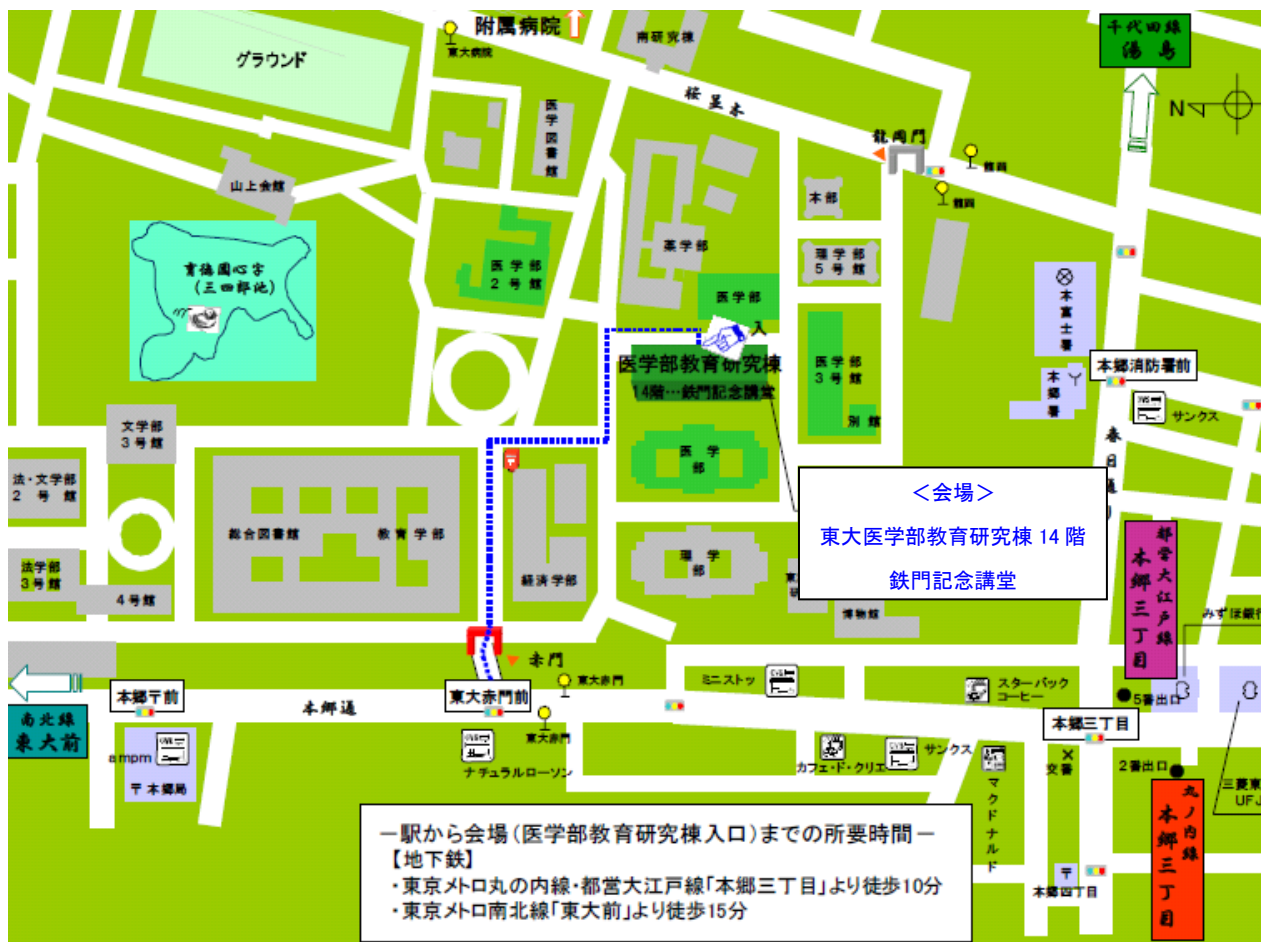 附属病院
東大病院
グラウンド
南研究棟
千代田線
湯島
N
桜並木
医学図書館
龍岡門
龍岡
龍岡
山上会館
本部
薬学部
理学部
5号館
育徳園心字
(三四郎池)
医学部
2号館
医学部
入
本富士署
医学部教育研究棟
14階…鉄門記念講堂
医学部
3号館
別館
本郷消防署前
本郷署
サンクス
春日通り
文学部
3号館
法・文学部
2号館
医学部
<会場>
東大医学部教育研究棟 14 階
鉄門記念講堂
総合図書館
教育学部
経済学部
理学部
法学部
3号館
4号館
博物館
都営大江戸線
本郷三丁目
みずほ銀行
赤門
東大赤門
ミニストッ
スターバック
コーヒー
5番出口
本郷〒前
東大赤門前
本郷通
本郷三丁目
南北線
東大前
東大赤門
ampm
〒本郷局
ナチュラルローソン
カフェ・ド・クリエ
サンクス
マクドナルド
交番
2番出口
三菱東
UFJ
丸ノ内線
本郷三丁目
〒
本郷四丁目
－駅から会場(医学部教育研究棟入口)までの所要時間－
【地下鉄】
・東京メトロ丸の内線・都営大江戸線「本郷三丁目」より徒歩10分
・東京メトロ南北線「東大前」より徒歩15分